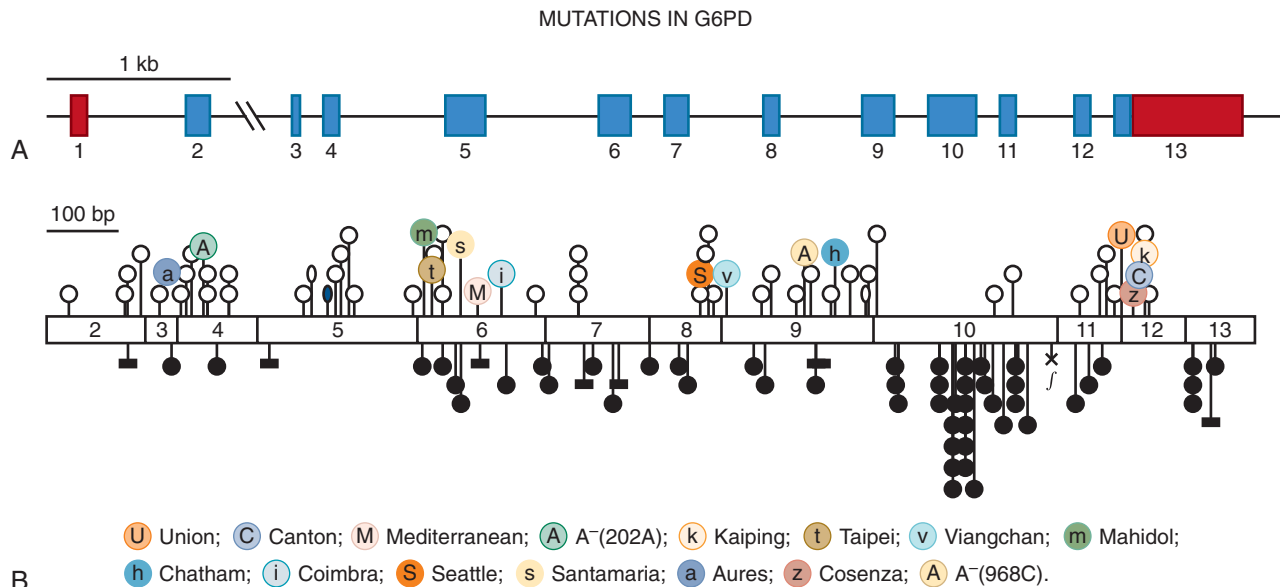 MUTATIONS IN G6PD
1 kb
A 1 2 3 4 5 6 7 8 9 10 11 12 13
100 bp
m A s U
a t M i S v A h k C z
2 3 4 5 6 7 8 9 10 11 12 13
∫
U Union; C Canton; M Mediterranean; A A⁻(202A); k Kaiping; t Taipei; v Viangchan; m Mahidol;
B h Chatham; i Coimbra; S Seattle; s Santamaria; a Aures; z Cosenza; A A⁻(968C).